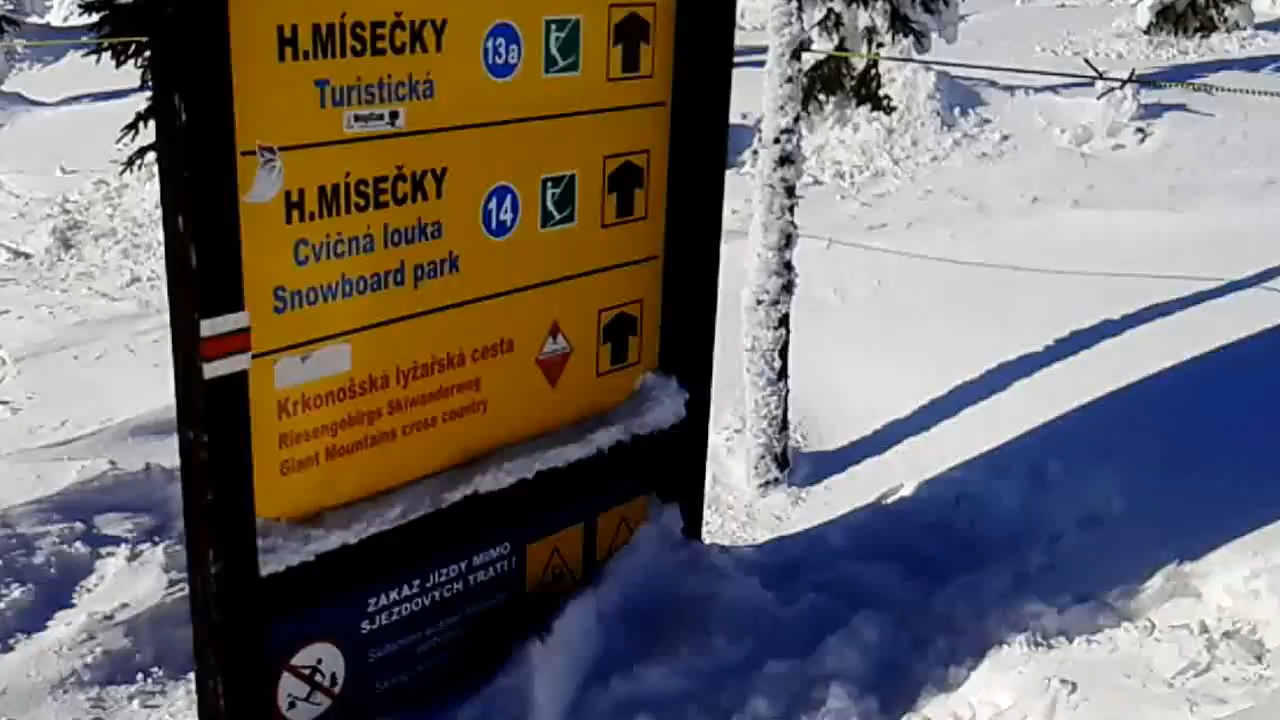 H.MÍSEČKY 13a
Turistická
H.MÍSEČKY 14
Cvičná louka
Snowboard park
Krkonošská lyžařská cesta
Riesengebirgs Skiwanderweg
Giant Mountains cross country
ZÁKAZ JÍZDY MIMO
SJEZDOVÝCH TRATÍ!